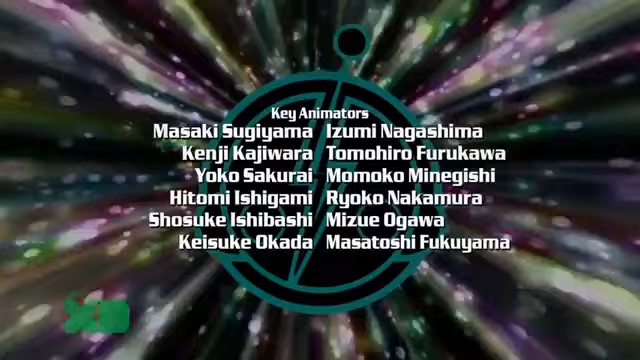 Key Animators
Masaki Sugiyama Izumi Nagashima
Kenji Kajiwara Tomohiro Furukawa
Yoko Sakurai Momoko Minegishi
Hitomi Ishigami Ryoko Nakamura
Shosuke Ishibashi Mizue Ogawa
Keisuke Okada Masatoshi Fukuyama
XD